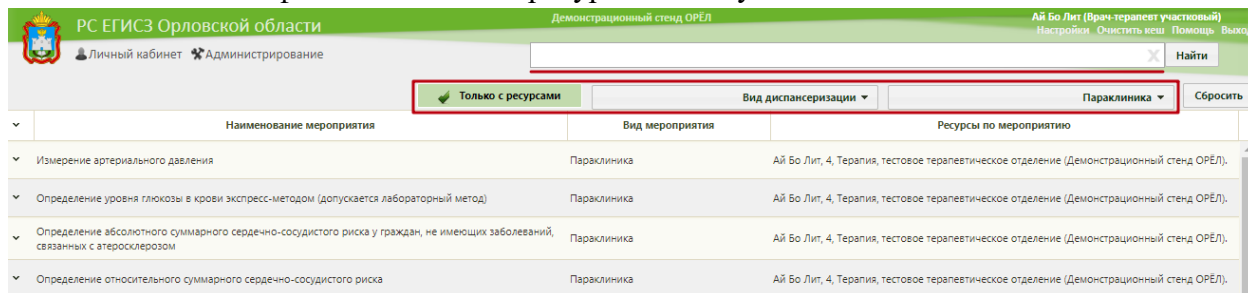 РС ЕГИСЗ Орловской области
Демонстрационный стенд ОРЁЛ
Ай Бо Лит (Врач-терапевт участковый)
Настройки Очистить кеш Помощь Выход
Личный кабинет Администрирование
X Найти
Только с ресурсами Вид диспансеризации Параклиника Сбросить
Наименование мероприятия Вид мероприятия Ресурсы по мероприятию
Измерение артериального давления Параклиника Ай Бо Лит, 4, Терапия, тестовое терапевтическое отделение (Демонстрационный стенд ОРЁЛ).
Определение уровня глюкозы в крови экспресс-методом (допускается лабораторный метод) Параклиника Ай Бо Лит, 4, Терапия, тестовое терапевтическое отделение (Демонстрационный стенд ОРЁЛ).
Определение абсолютного суммарного сердечно-сосудистого риска у граждан, не имеющих заболеваний,
связанных с атеросклерозом Параклиника Ай Бо Лит, 4, Терапия, тестовое терапевтическое отделение (Демонстрационный стенд ОРЁЛ).
Определение относительного суммарного сердечно-сосудистого риска Параклиника Ай Бо Лит, 4, Терапия, тестовое терапевтическое отделение (Демонстрационный стенд ОРЁЛ).